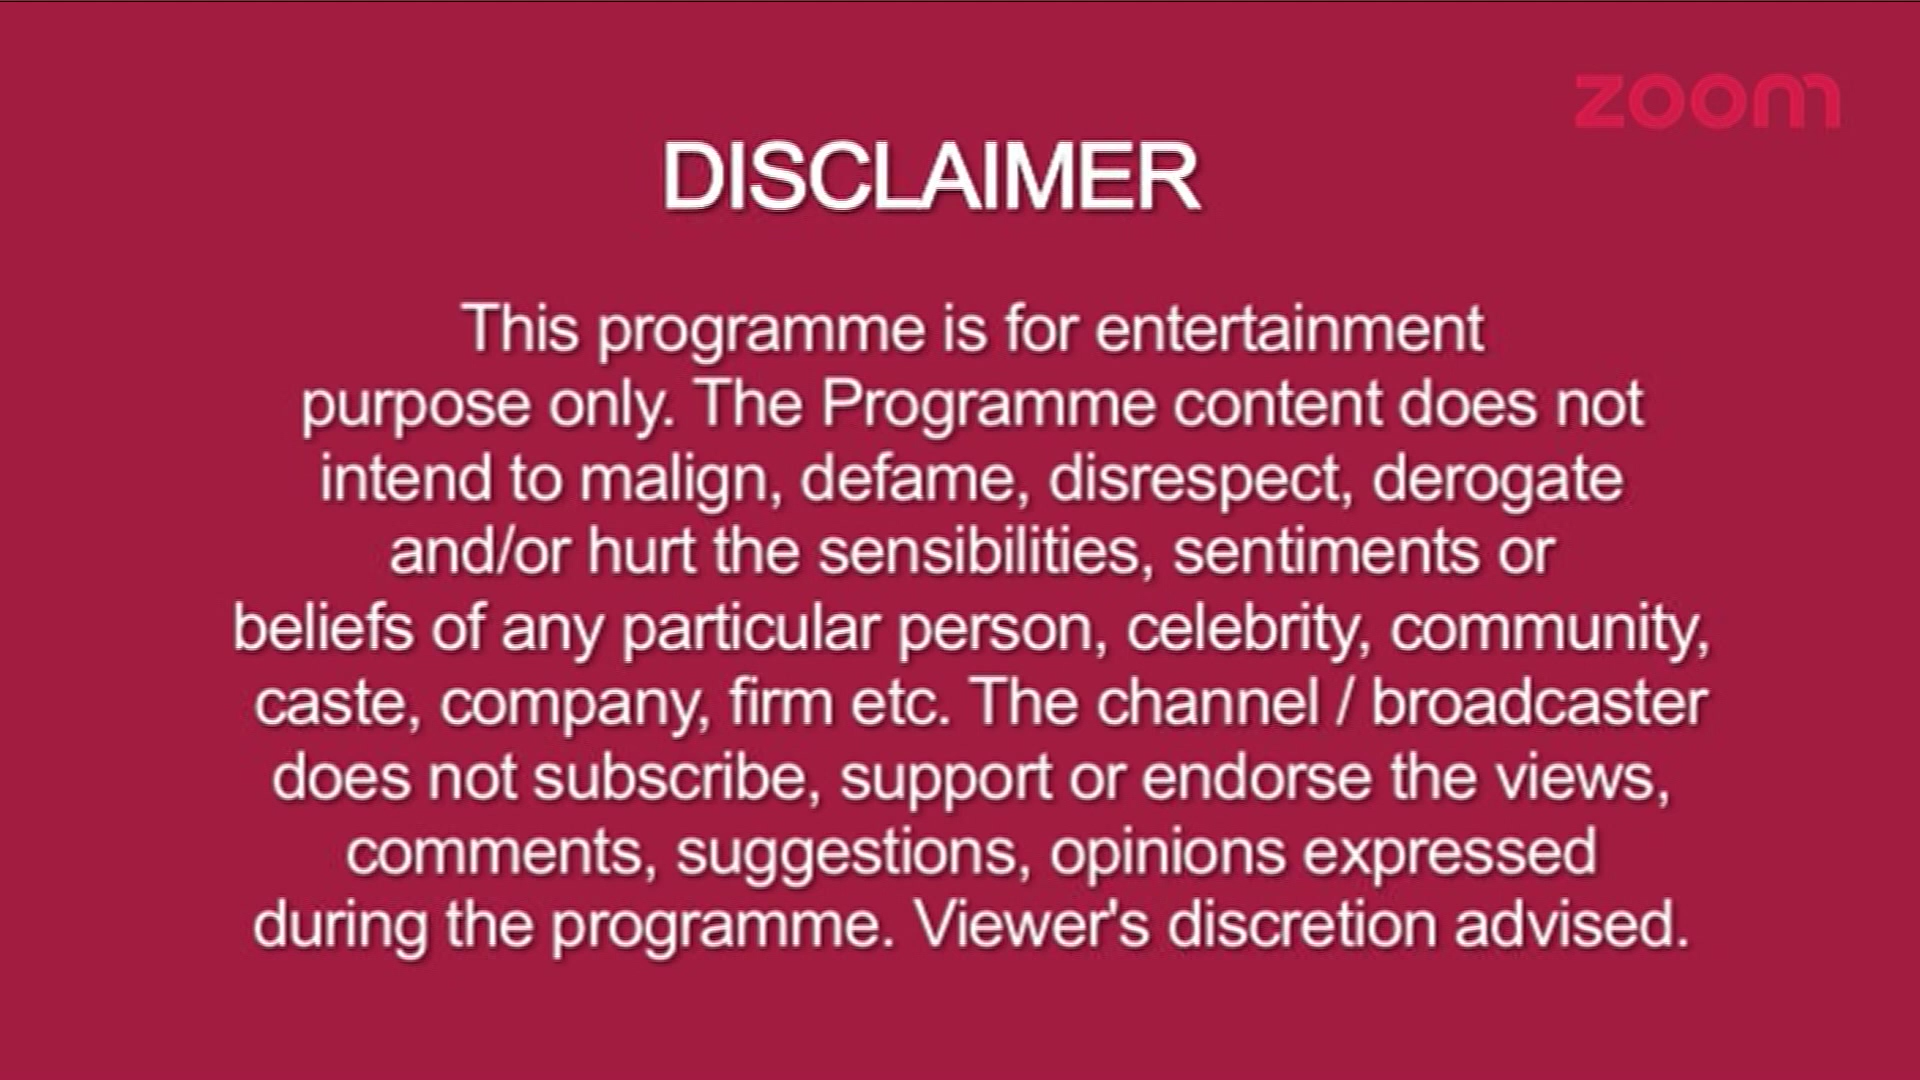 zoom
DISCLAIMER
This programme is for entertainment
purpose only. The Programme content does not
intend to malign, defame, disrespect, derogate
and/or hurt the sensibilities, sentiments or
beliefs of any particular person, celebrity, community,
caste, company, firm etc. The channel / broadcaster
does not subscribe, support or endorse the views,
comments, suggestions, opinions expressed
during the programme. Viewer's discretion advised.